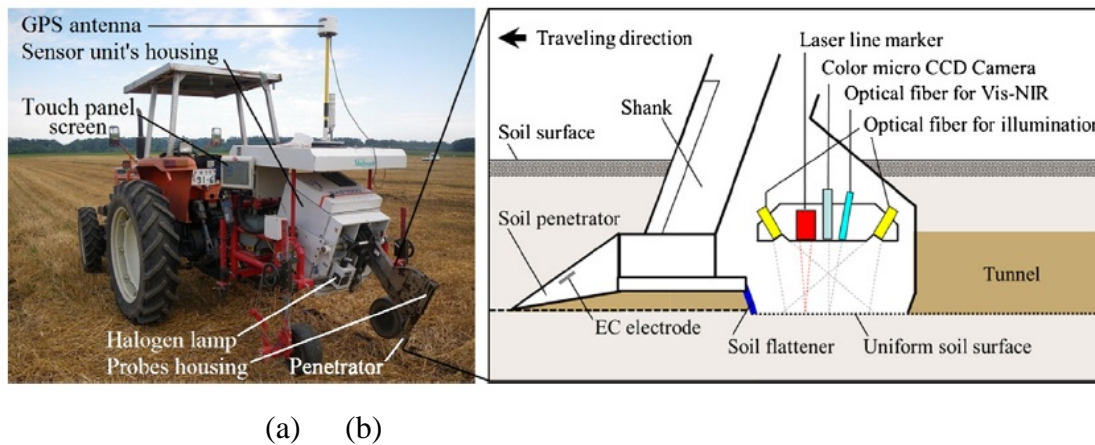 GPS antenna
Sensor unit's housing
Touch panel
screen
Halogen lamp
Probes housing
Penetrator
Traveling direction
Laser line marker
Color micro CCD Camera
Optical fiber for Vis-NIR
Optical fiber for illumination
Shank
Soil surface
Soil penetrator
Tunnel
EC electrode
Soil flattener
Uniform soil surface
(a) (b)